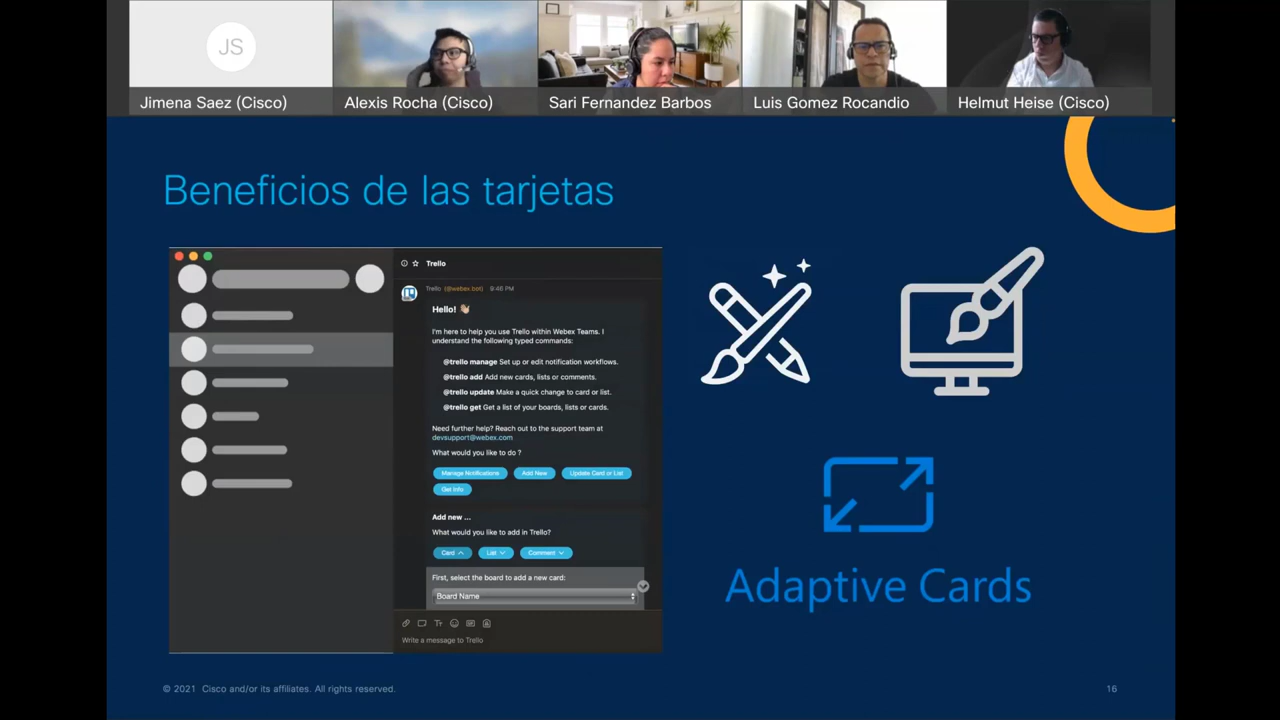 JS
Jimena Saez (Cisco)
Alexis Rocha (Cisco)
Sari Fernandez Barbos
Luis Gomez Rocandio
Helmut Heise (Cisco)
Beneficios de las tarjetas
Trello
Trello (@webex.bot) 9:46 PM
Hello! 👋🏼
I'm here to help you use Trello within Webex Teams. I
understand the following typed commands:
@trello manage Set up or edit notification workflows.
@trello add Add new cards, lists or comments.
@trello update Make a quick change to card or list.
@trello get Get a list of your boards, lists or cards.
Need further help? Reach out to the support team at
devsupport@webex.com
What would you like to do ?
Manage Notifications Add New Update Card or List
Get Info
Add new ...
What would you like to add in Trello?
Card List Comment
First, select the board to add a new card:
Board Name
Write a message to Trello
Adaptive Cards
© 2021 Cisco and/or its affiliates. All rights reserved.
16